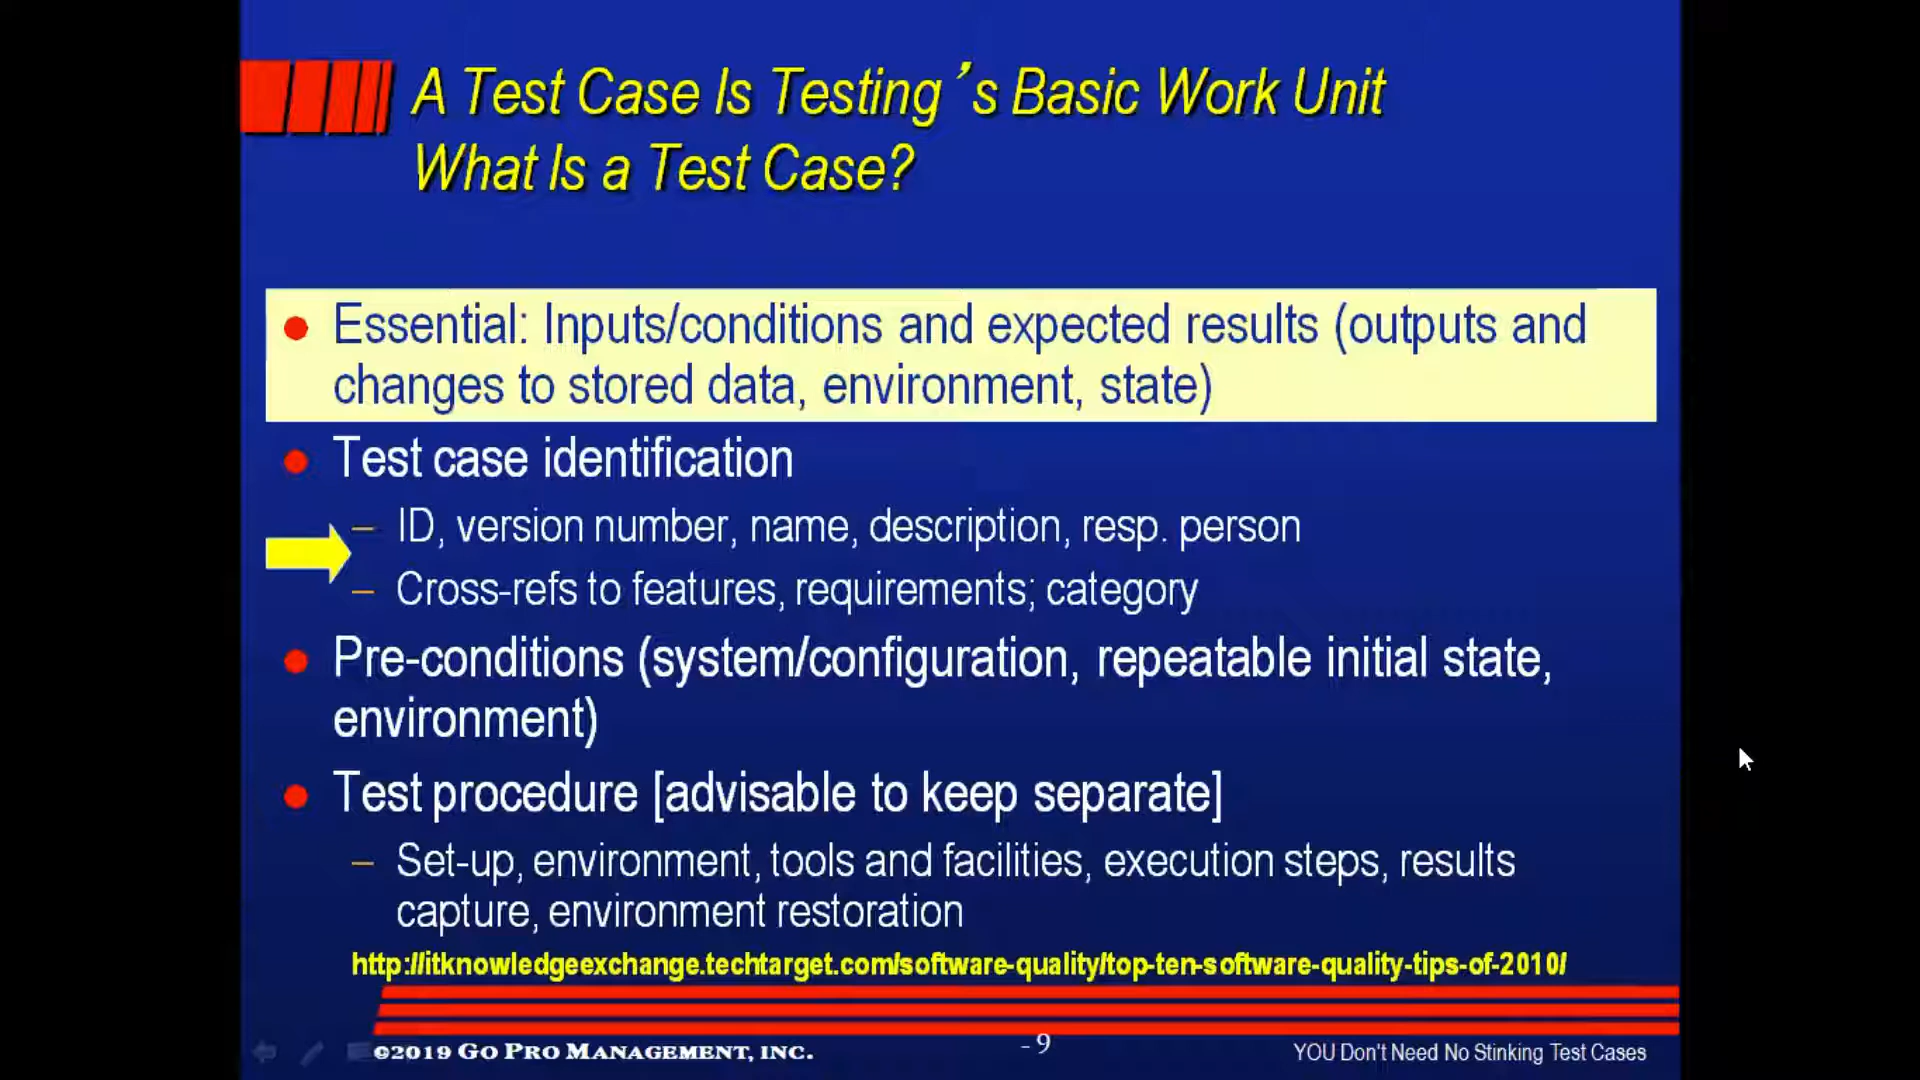 A Test Case Is Testing’s Basic Work Unit
What Is a Test Case?
Essential: Inputs/conditions and expected results (outputs and
changes to stored data, environment, state)
Test case identification
– ID, version number, name, description, resp. person
– Cross-refs to features, requirements; category
Pre-conditions (system/configuration, repeatable initial state,
environment)
Test procedure [advisable to keep separate]
– Set-up, environment, tools and facilities, execution steps, results
capture, environment restoration
http://itknowledgeexchange.techtarget.com/software-quality/top-ten-software-quality-tips-of-2010/
©2019 GO PRO MANAGEMENT, INC.
- 9
YOU Don't Need No Stinking Test Cases